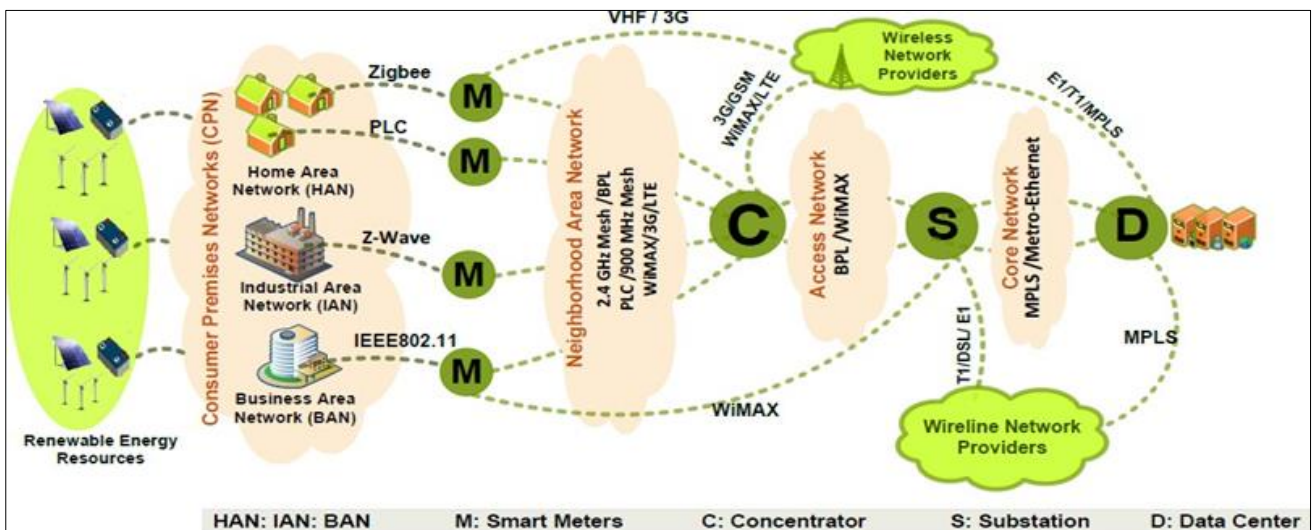 VHF / 3G
Wireless
Network
Providers
Zigbee
E1/T1/MPLS
3G/GSM
WiMAX/LTE
PLC
Consumer Premises Networks (CPN)
Home Area
Network (HAN)
Neighborhood Area Network
2.4 GHz Mesh /BPL
PLC /900 MHz Mesh
WiMAX/3G/LTE
Access Network
BPL /WiMAX
Core Network
MPLS /Metro-Ethernet
M
M
M
M
C
S
D
Z-Wave
Industrial Area
Network (IAN)
IEEE802.11
Business Area
Network (BAN)
T1/DSL/ E1
MPLS
WiMAX
Wireline Network
Providers
Renewable Energy
Resources
HAN: IAN: BAN M: Smart Meters C: Concentrator S: Substation D: Data Center